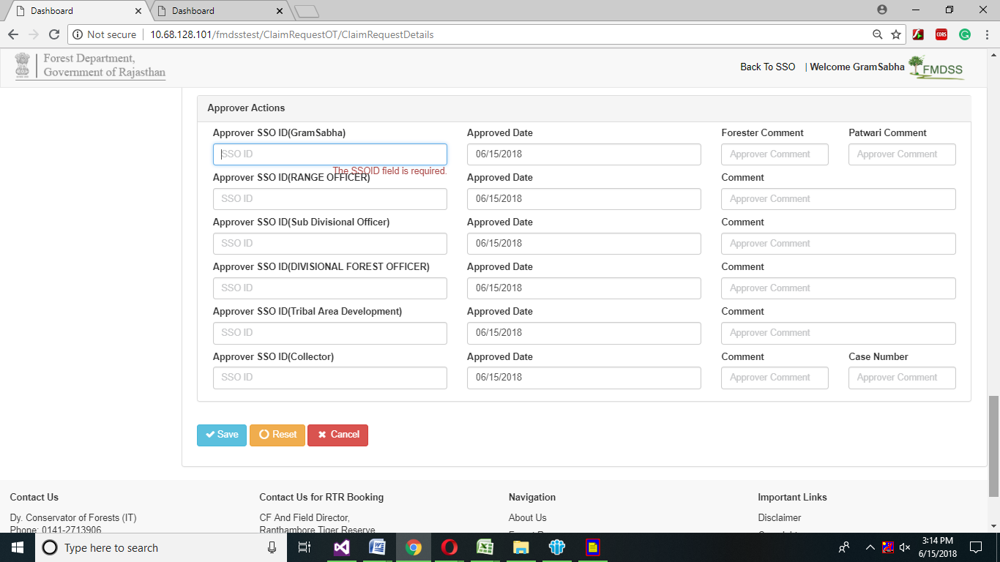 Dashboard
Dashboard
Not secure
10.68.128.101/fmdsstest/ClaimRequestOT/ClaimRequestDetails
CORS
Forest Department,
Government of Rajasthan
Back To SSO | Welcome GramSabha
FMDSS
Approver Actions
Approver SSO ID(GramSabha) Approved Date Forester Comment Patwari Comment
SSO ID 06/15/2018 Approver Comment Approver Comment
The SSOID field is required.
Approver SSO ID(RANGE OFFICER) Approved Date Comment
SSO ID 06/15/2018 Approver Comment
Approver SSO ID(Sub Divisional Officer) Approved Date Comment
SSO ID 06/15/2018 Approver Comment
Approver SSO ID(DIVISIONAL FOREST OFFICER) Approved Date Comment
SSO ID 06/15/2018 Approver Comment
Approver SSO ID(Tribal Area Development) Approved Date Comment
SSO ID 06/15/2018 Approver Comment
Approver SSO ID(Collector) Approved Date Comment Case Number
SSO ID 06/15/2018 Approver Comment Approver Comment
Save Reset Cancel
Contact Us Contact Us for RTR Booking Navigation Important Links
Dy. Conservator of Forests (IT) CF And Field Director, About Us Disclaimer
Phone: 0141-2713906 Ranthambore Tiger Reserve
Type here to search
3:14 PM
6/15/2018